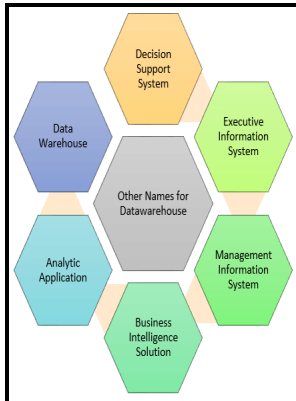 Decision
Support
System
Data
Warehouse
Executive
Information
System
Other Names for
Datawarehouse
Analytic
Application
Management
Information
System
Business
Intelligence
Solution